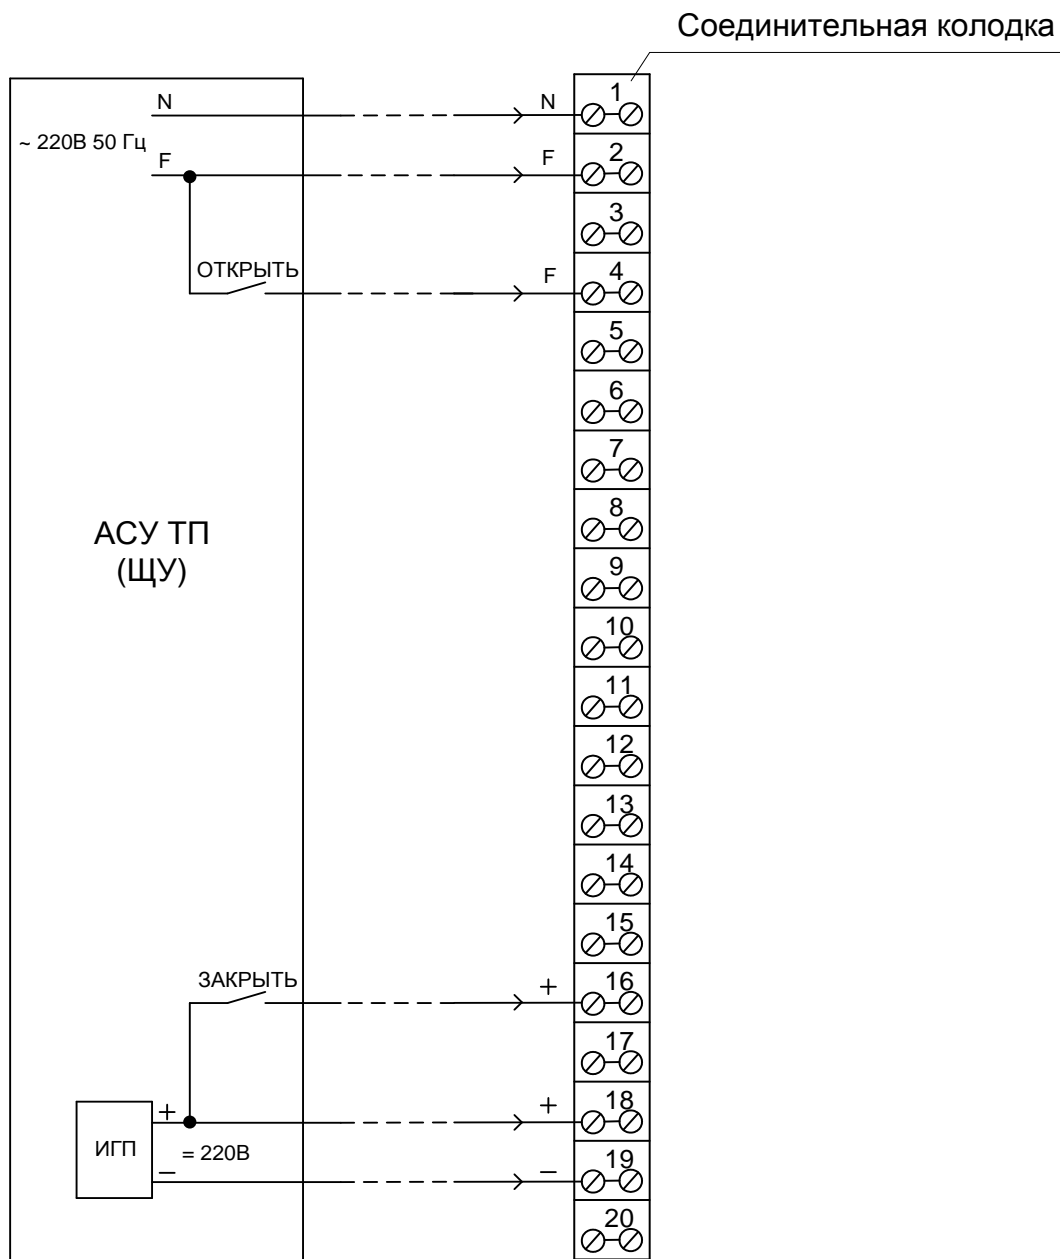 Соединительная колодка
N
N
1
~ 220В 50 Гц
F
F
2
3
ОТКРЫТЬ
F
4
5
6
7
АСУ ТП
(ЩУ)
8
9
10
11
12
13
14
15
ЗАКРЫТЬ
+
16
17
+
+
18
ИГП
= 220В
−
−
19
20